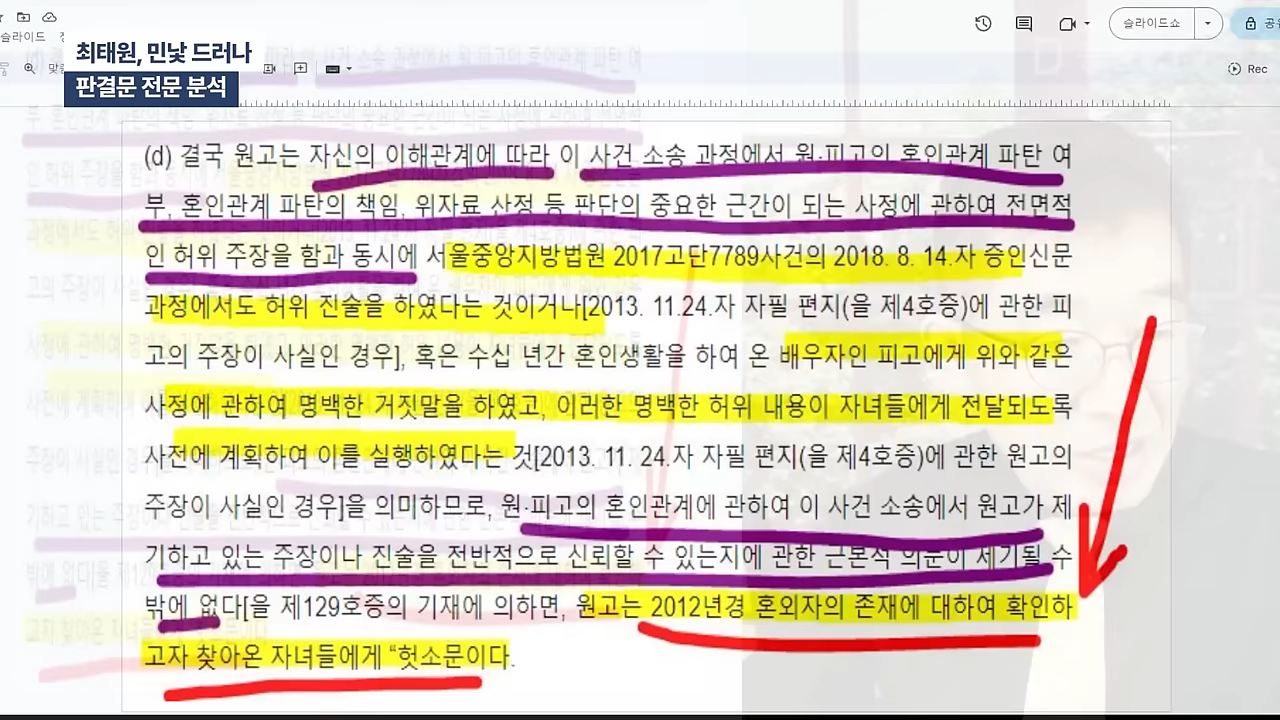 슬라이드
최태원, 민낯 드러나
판결문 전문 분석
슬라이드쇼
공유
Rec
(d) 결국 원고는 자신의 이해관계에 따라 이 사건 소송 과정에서 원·피고의 혼인관계 파탄 여
부, 혼인관계 파탄의 책임, 위자료 산정 등 판단의 중요한 근간이 되는 사정에 관하여 전면적
인 허위 주장을 함과 동시에 서울중앙지방법원 2017고단7789사건의 2018. 8. 14.자 증인신문
과정에서도 허위 진술을 하였다는 것이거나[2013. 11.24.자 자필 편지(을 제4호증)에 관한 피
고의 주장이 사실인 경우], 혹은 수십 년간 혼인생활을 하여 온 배우자인 피고에게 위와 같은
사정에 관하여 명백한 거짓말을 하였고, 이러한 명백한 허위 내용이 자녀들에게 전달되도록
사전에 계획하여 이를 실행하였다는 것[2013. 11.24.자 자필 편지(을 제4호증)에 관한 원고의
주장이 사실인 경우]을 의미하므로, 원·피고의 혼인관계에 관하여 이 사건 소송에서 원고가 제
기하고 있는 주장이나 진술을 전반적으로 신뢰할 수 있는지에 관한 근본적 의문이 제기될 수
밖에 없다[을 제129호증의 기재에 의하면, 원고는 2012년경 혼외자의 존재에 대하여 확인하
고자 찾아온 자녀들에게 “헛소문이다.